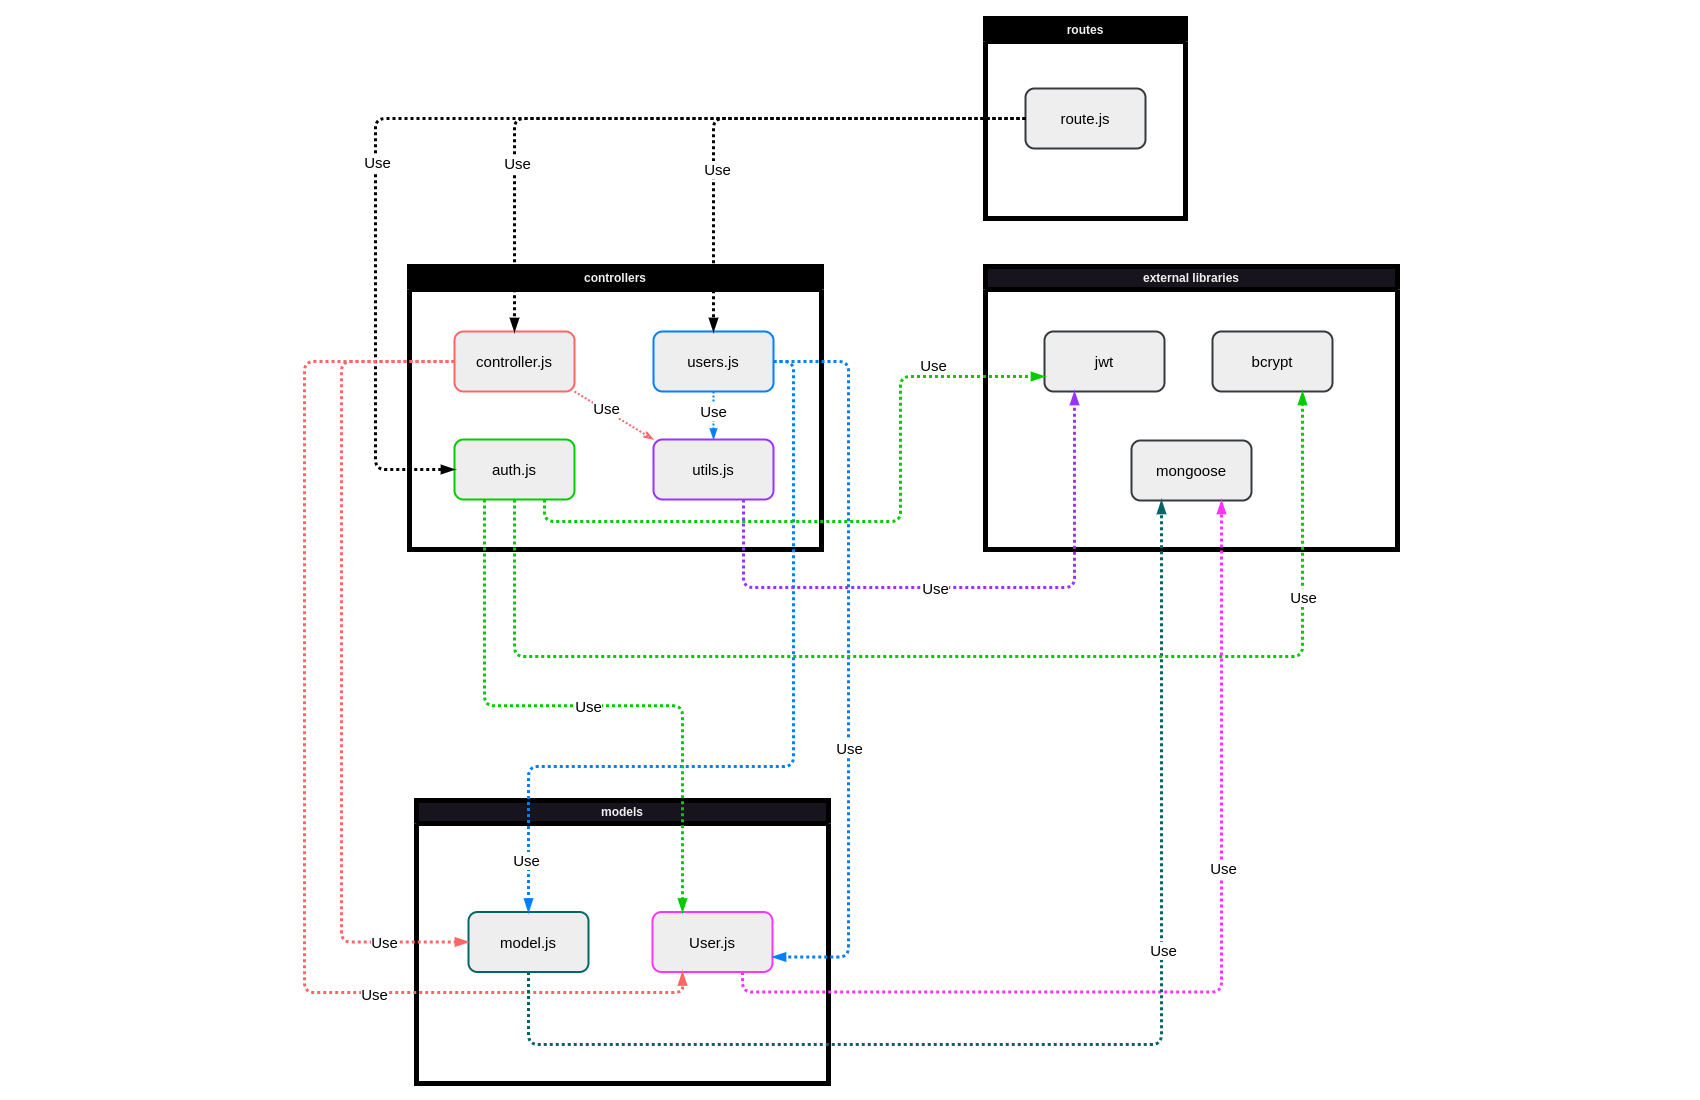 routes
route.js
Use
Use
Use
controllers
external libraries
controller.js
users.js
jwt
bcrypt
Use
Use
Use
auth.js
utils.js
mongoose
Use
Use
Use
Use
models
Use
Use
model.js
User.js
Use
Use
Use